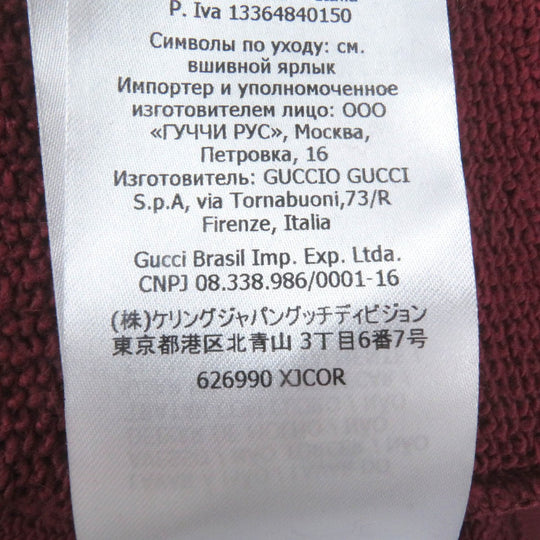 P. Iva 13364840150
Символы по уходу: см.
вшивной ярлык
Импортер и уполномоченное
изготовителем лицо: ООО
«ГУЧЧИ РУС», Москва,
Петровка, 16
Изготовитель: GUCCIO GUCCI
S.p.A, via Tornabuoni,73/R
Firenze, Italia
Gucci Brasil Imp. Exp. Ltda.
CNPJ 08.338.986/0001-16
(株)ケリングジャパングッチディビジョン
東京都港区北青山 3丁目6番7号
626990 XJCOR